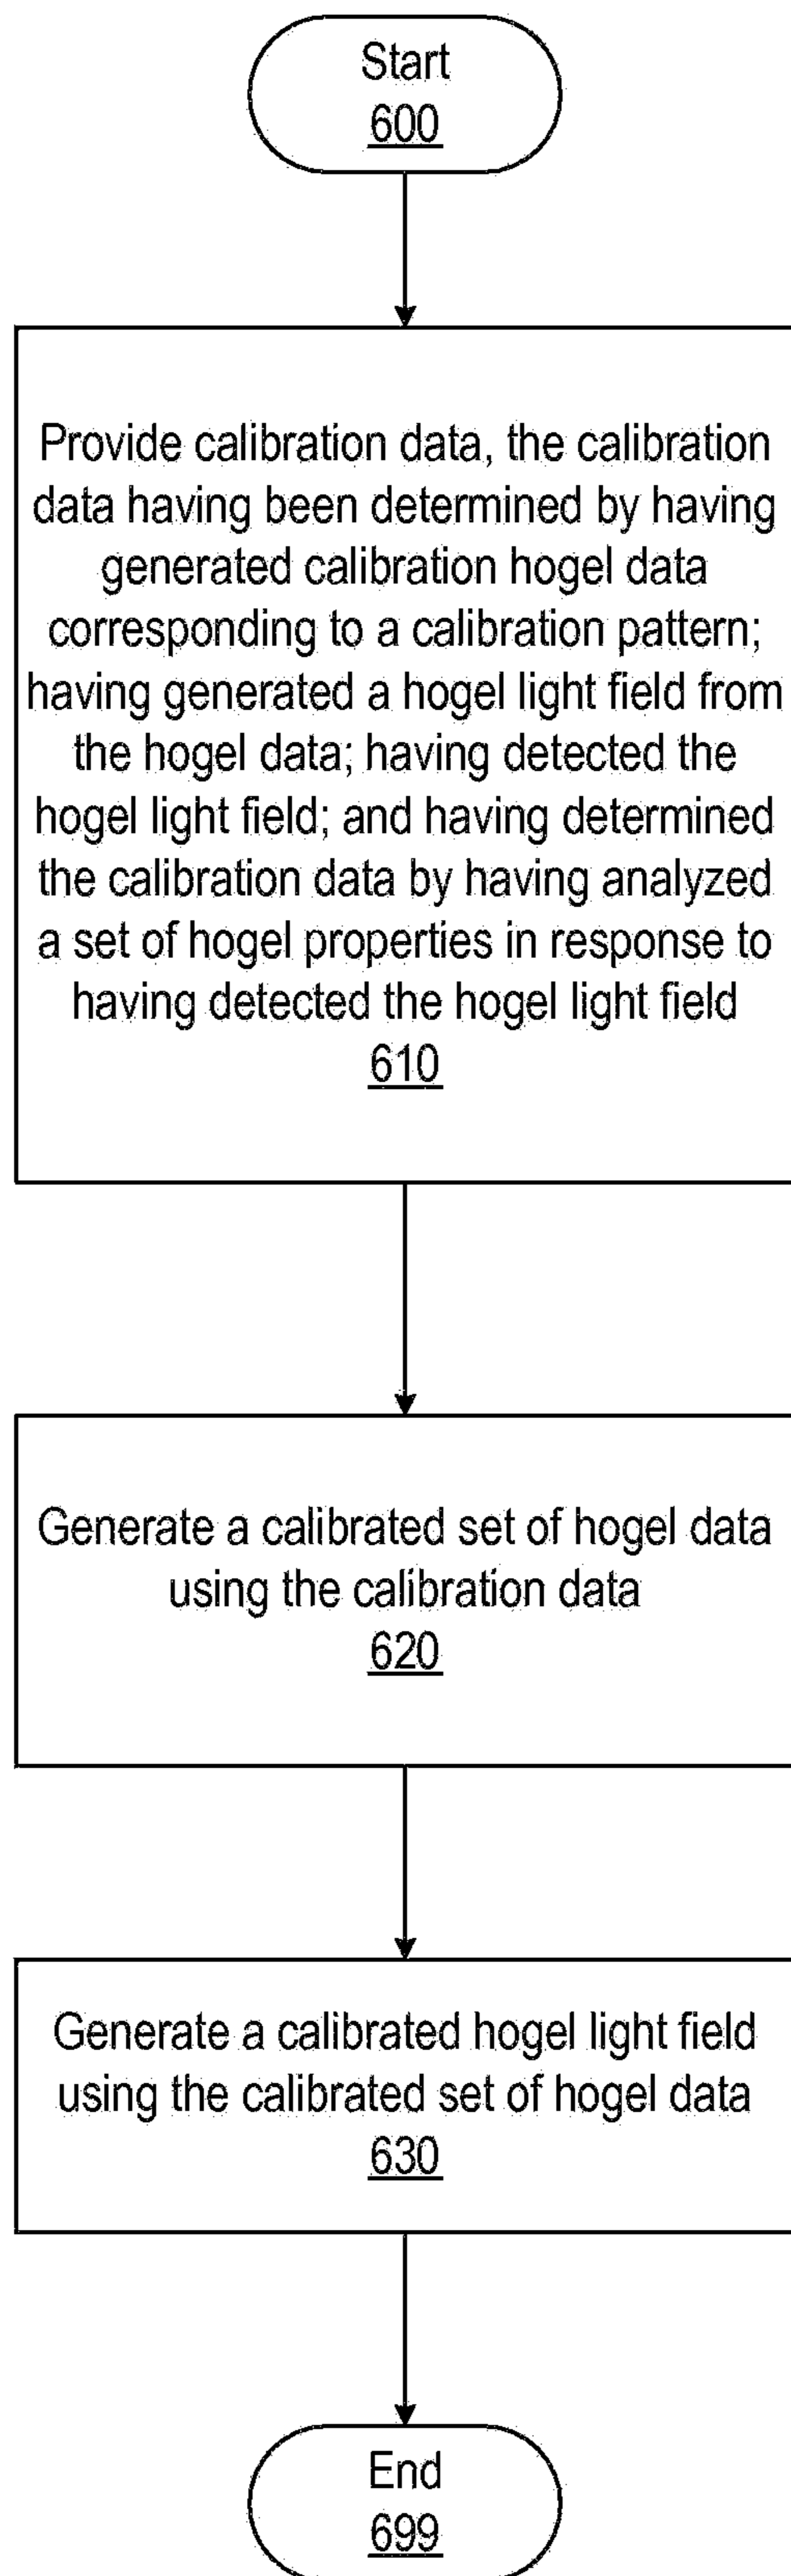 Start
600
Provide calibration data, the calibration
data having been determined by having
generated calibration hogel data
corresponding to a calibration pattern;
having generated a hogel light field from
the hogel data; having detected the
hogel light field; and having determined
the calibration data by having analyzed
a set of hogel properties in response to
having detected the hogel light field
610
Generate a calibrated set of hogel data
using the calibration data
620
Generate a calibrated hogel light field
using the calibrated set of hogel data
630
End
699